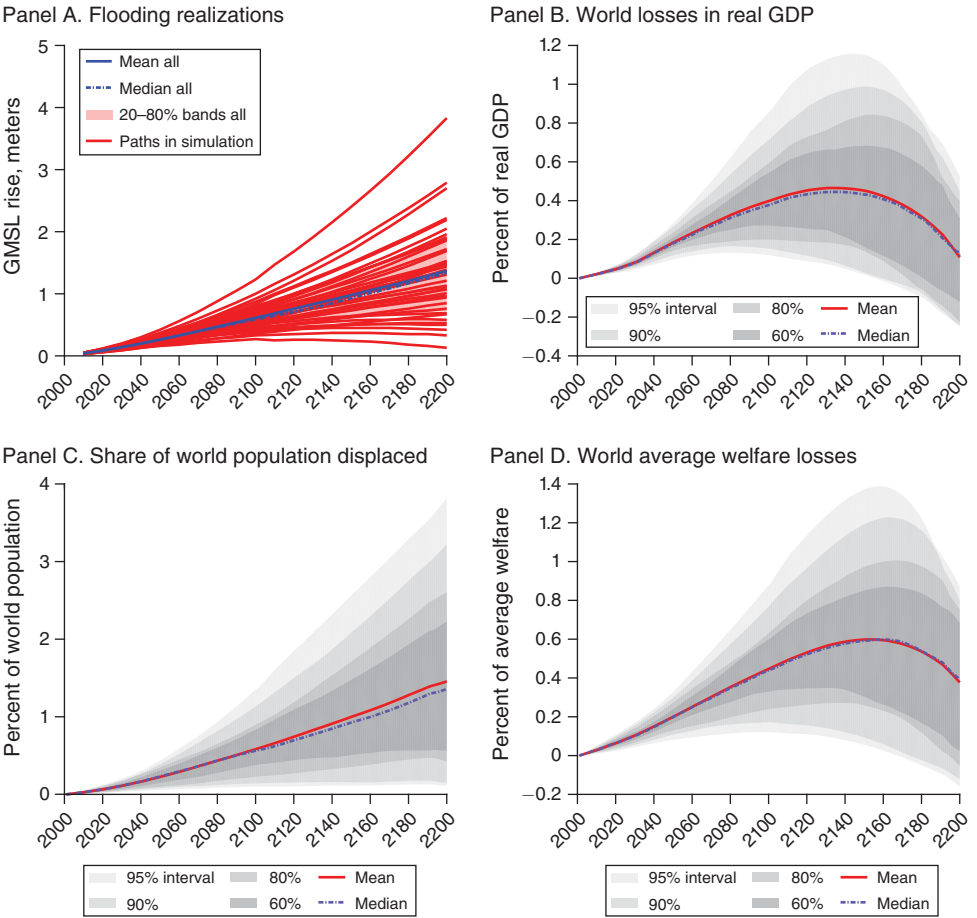 Panel A. Flooding realizations
GMSL rise, meters
5
4
3
2
1
0
Mean all
Median all
20–80% bands all
Paths in simulation
2000 2020 2040 2060 2080 2100 2120 2140 2160 2180 2200
Panel B. World losses in real GDP
Percent of real GDP
1.2
1
0.8
0.6
0.4
0.2
0
−0.2
−0.4
95% interval 80% Mean
90% 60% Median
2000 2020 2040 2060 2080 2100 2120 2140 2160 2180 2200
Panel C. Share of world population displaced
Percent of world population
4
3
2
1
0
2000 2020 2040 2060 2080 2100 2120 2140 2160 2180 2200
95% interval 80% Mean
90% 60% Median
Panel D. World average welfare losses
Percent of average welfare
1.4
1.2
1
0.8
0.6
0.4
0.2
0
−0.2
2000 2020 2040 2060 2080 2100 2120 2140 2160 2180 2200
95% interval 80% Mean
90% 60% Median